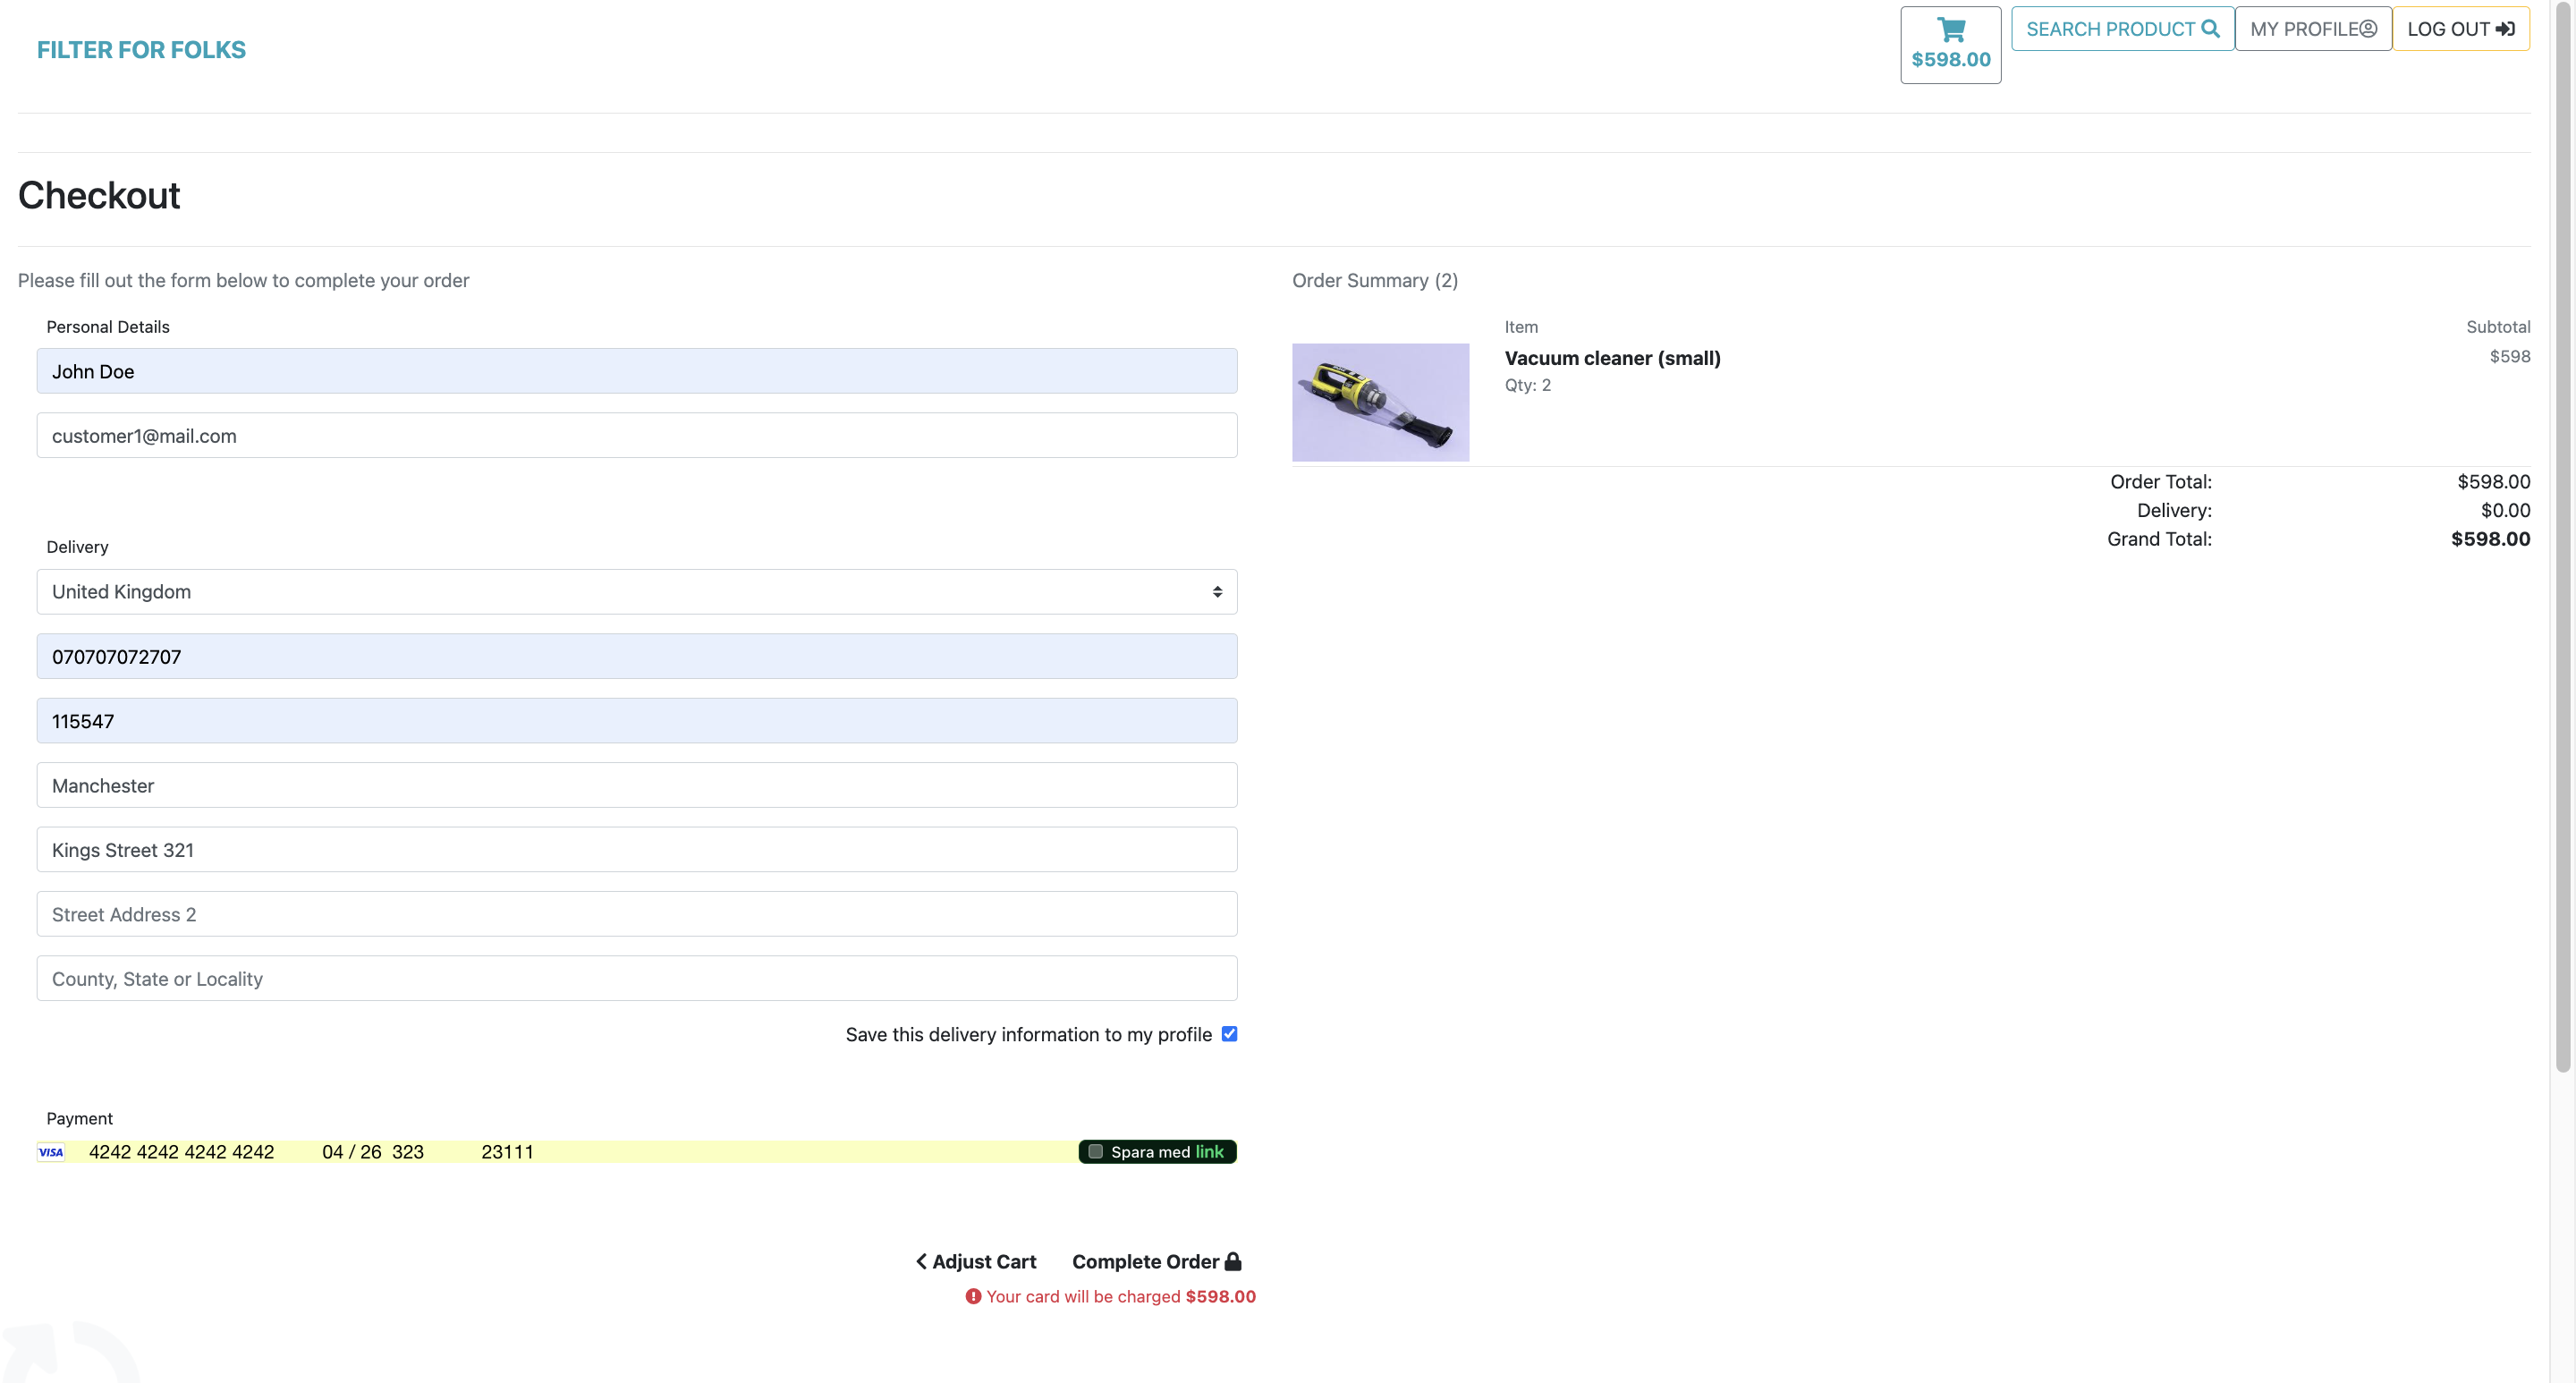 FILTER FOR FOLKS
$598.00
SEARCH PRODUCT
MY PROFILE
LOG OUT
Checkout
Please fill out the form below to complete your order
Personal Details
John Doe
customer1@mail.com
Delivery
United Kingdom
070707072707
115547
Manchester
Kings Street 321
Street Address 2
County, State or Locality
Save this delivery information to my profile
Payment
VISA 4242 4242 4242 4242 04 / 26 323 23111 Spara med link
Adjust Cart Complete Order
Your card will be charged $598.00
Order Summary (2)
Item Subtotal
Vacuum cleaner (small) $598
Qty: 2
Order Total: $598.00
Delivery: $0.00
Grand Total: $598.00